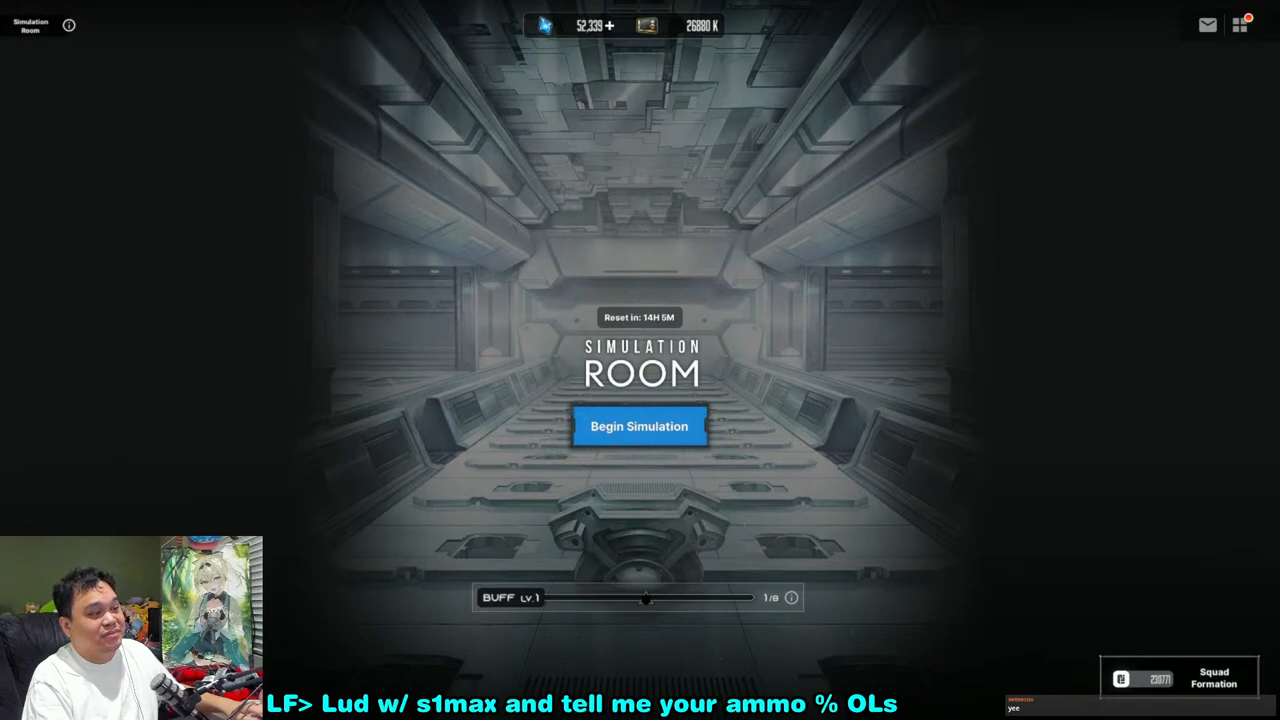 Simulation
Room
52,339 +
26880 K
Reset in: 14H 5M
SIMULATION
ROOM
Begin Simulation
BUFF LV.1
1/8
230771
Squad
Formation
LF> Lud w/ s1max and tell me your ammo % OLs
yee